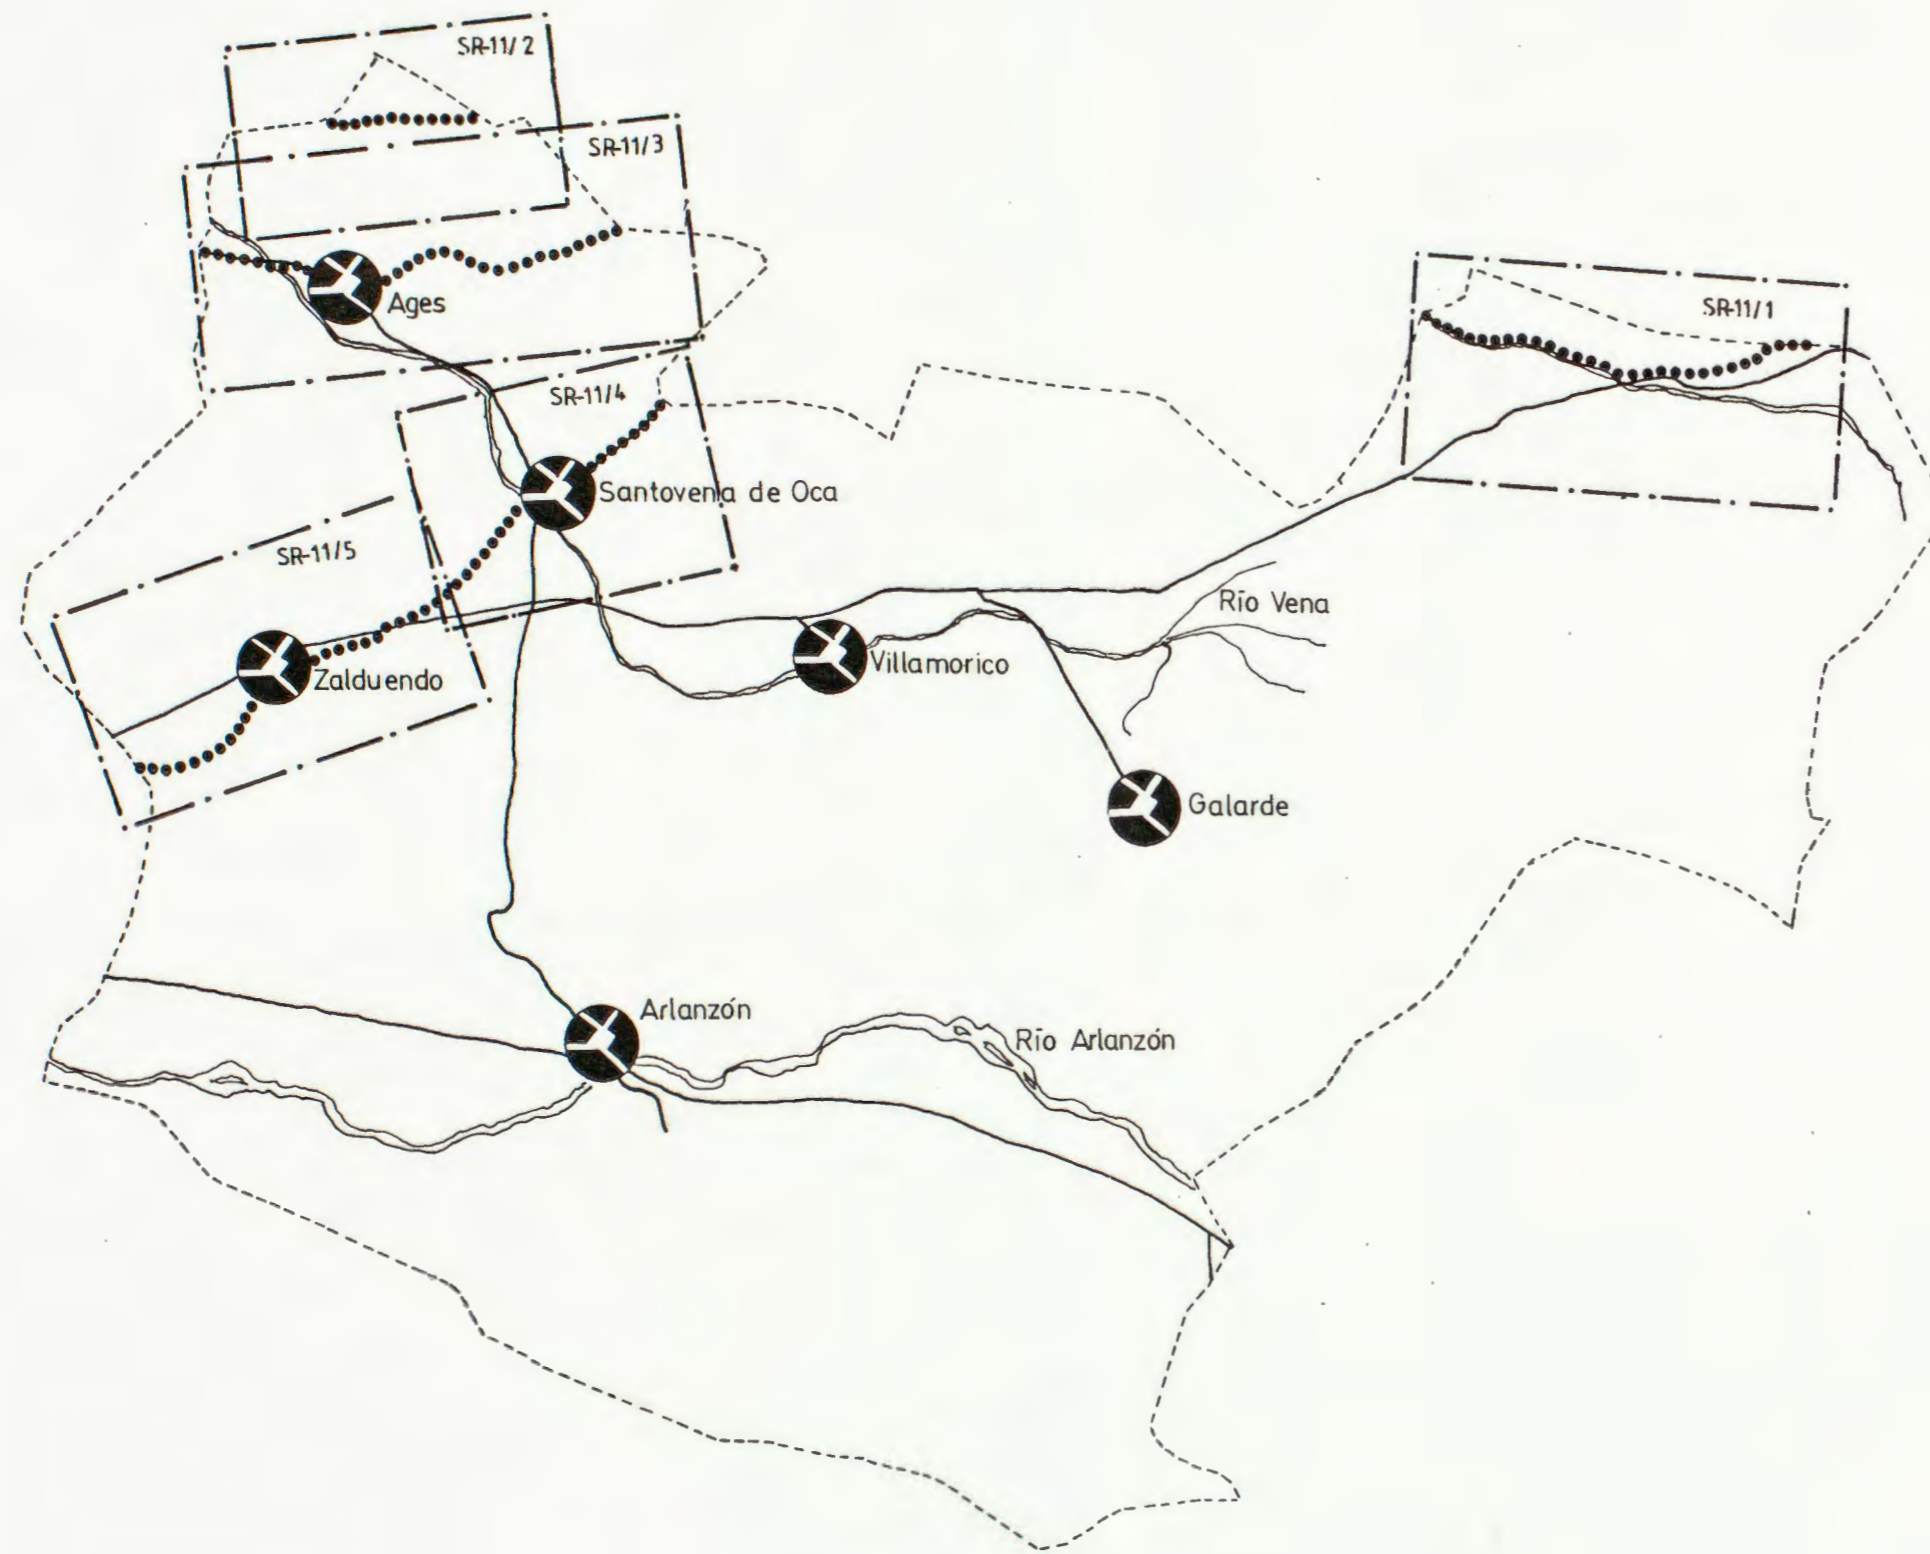 SR-11/2
SR-11/3
Ages
SR-11/1
SR-11/4
Santovena de Oca
SR-11/5
Río Vena
Villamorico
Zalduendo
Galarde
Arlanzón
Río Arlanzón